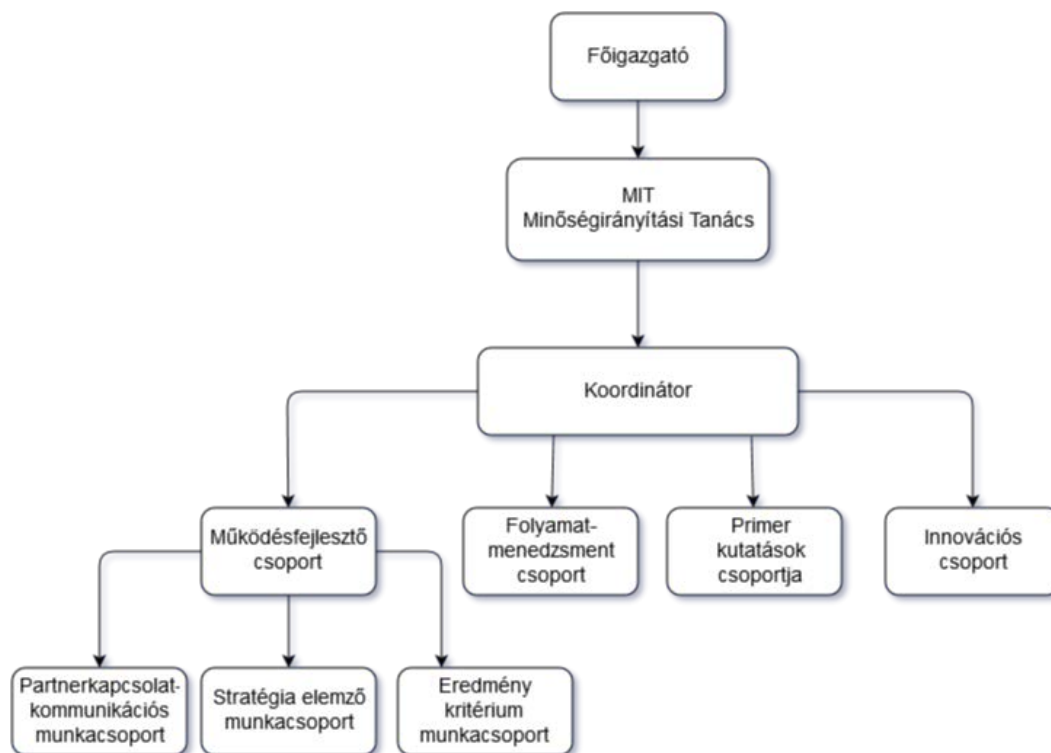 Főigazgató
MIT
Minőségirányítási Tanács
Koordinátor
Működésfejlesztő
csoport
Folyamat-
menedzsment
csoport
Primer
kutatások
csoportja
Innovációs
csoport
Partnerkapcsolat-
kommunikációs
munkacsoport
Stratégia elemző
munkacsoport
Eredmény
kritérium
munkacsoport